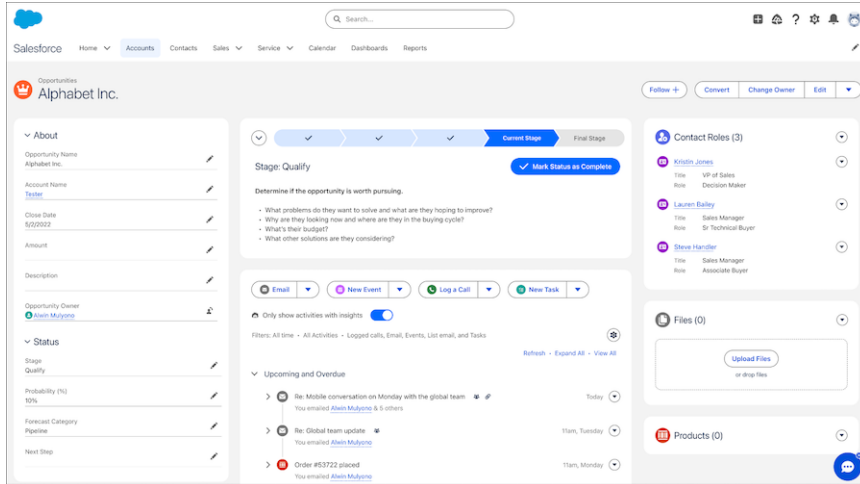 Search...
Salesforce
Home
Accounts
Contacts
Sales
Service
Calendar
Dashboards
Reports
Opportunities
Alphabet Inc.
Follow
Convert
Change Owner
Edit
About
Opportunity Name
Alphabet Inc.
Account Name
Tester
Close Date
5/2/2022
Amount
Description
Opportunity Owner
Alwin Mulyono
Status
Stage
Qualify
Probability (%)
10%
Forecast Category
Pipeline
Next Step
Current Stage
Final Stage
Stage: Qualify
Mark Status as Complete
Determine if the opportunity is worth pursuing.
• What problems do they want to solve and what are they hoping to improve?
• Why are they looking now and where are they in the buying cycle?
• What's their budget?
• What other solutions are they considering?
Email
New Event
Log a Call
New Task
Only show activities with insights
Filters: All time • All Activities • Logged calls, Email, Events, List email, and Tasks
Refresh • Expand All • View All
Upcoming and Overdue
Re: Mobile conversation on Monday with the global team
Today
You emailed Alwin Mulyono & 5 others
Re: Global team update
11am, Tuesday
You emailed Alwin Mulyono
Order #53722 placed
11am, Monday
You emailed Alwin Mulyono
Contact Roles (3)
Kristin Jones
Title VP of Sales
Role Decision Maker
Lauren Bailey
Title Sales Manager
Role Sr Technical Buyer
Steve Handler
Title Sales Manager
Role Associate Buyer
Files (0)
Upload Files
or drop files
Products (0)